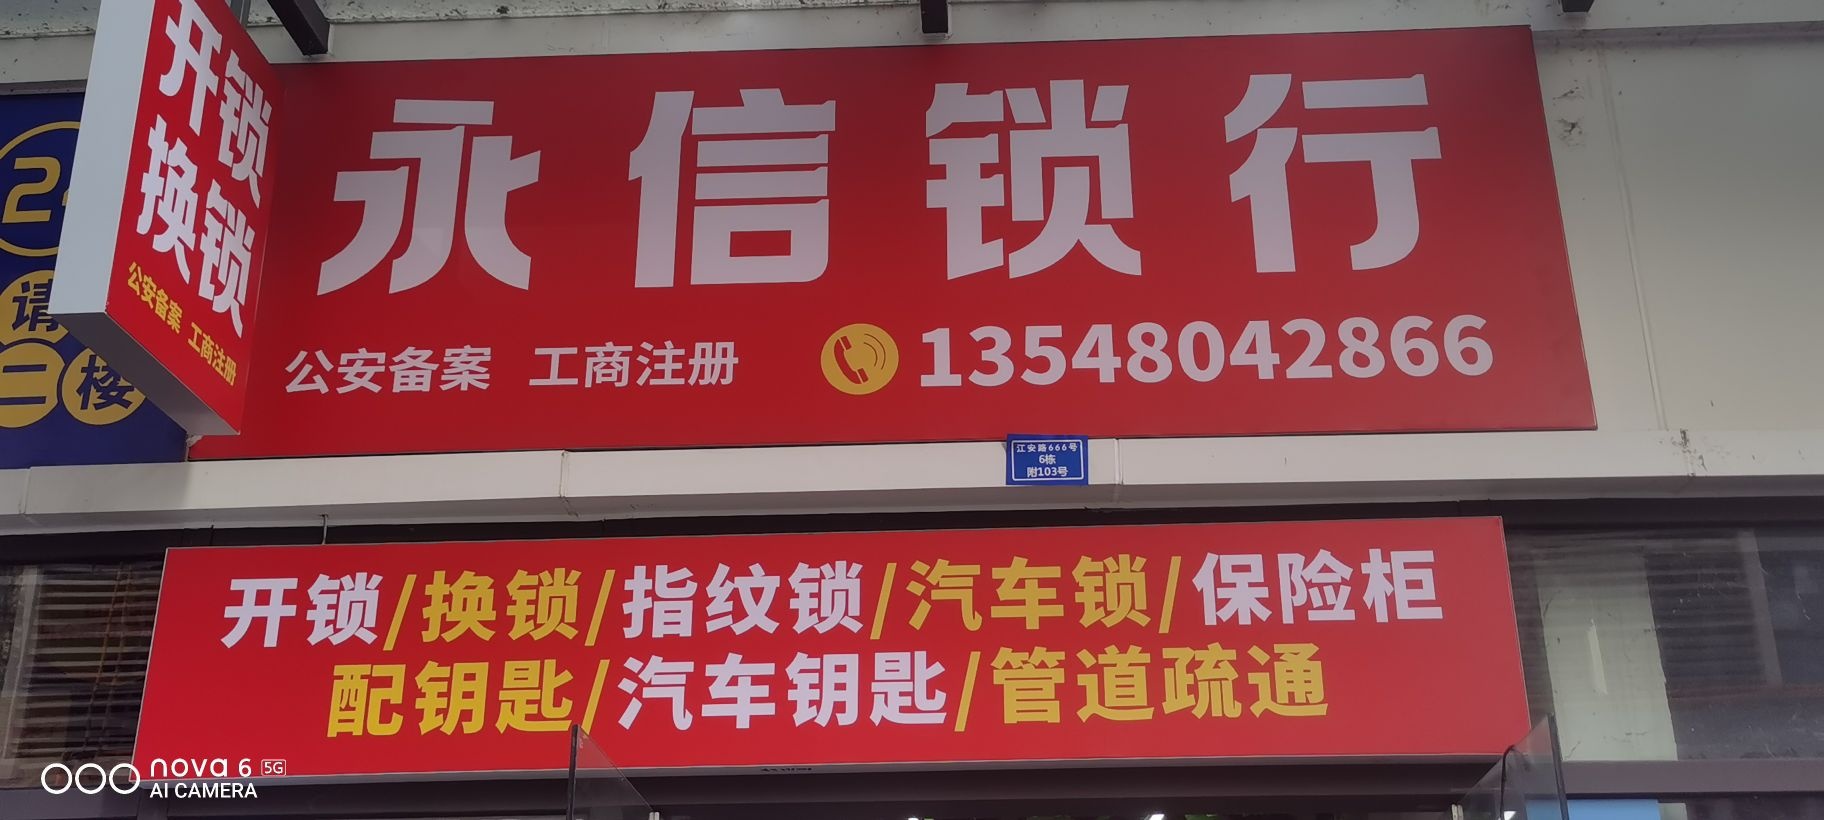 开锁
换锁
公安备案 工商注册
永信锁行
公安备案 工商注册 13548042866
请
二楼
江安路666号
6栋
附103号
开锁/换锁/指纹锁/汽车锁/保险柜
配钥匙/汽车钥匙/管道疏通
nova 6 5G
AI CAMERA